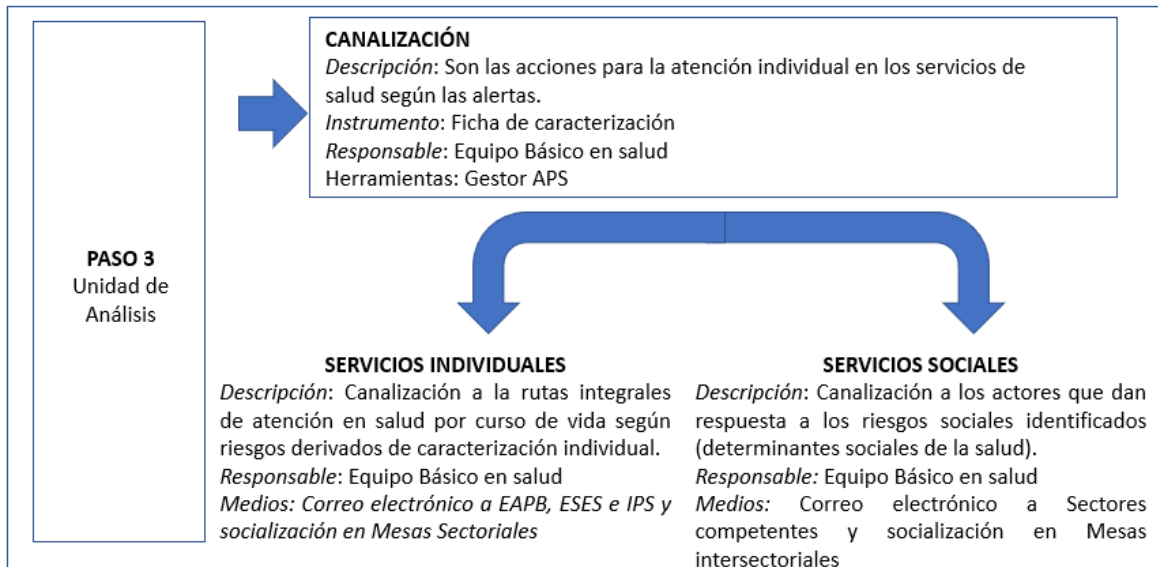 PASO 3
Unidad de
Análisis
CANALIZACIÓN
Descripción: Son las acciones para la atención individual en los servicios de
salud según las alertas.
Instrumento: Ficha de caracterización
Responsable: Equipo Básico en salud
Herramientas: Gestor APS
SERVICIOS INDIVIDUALES
Descripción: Canalización a la rutas integrales
de atención en salud por curso de vida según
riesgos derivados de caracterización individual.
Responsable: Equipo Básico en salud
Medios: Correo electrónico a EAPB, ESES e IPS y
socialización en Mesas Sectoriales
SERVICIOS SOCIALES
Descripción: Canalización a los actores que dan
respuesta a los riesgos sociales identificados
(determinantes sociales de la salud).
Responsable: Equipo Básico en salud
Medios: Correo electrónico a Sectores
competentes y socialización en Mesas
intersectoriales